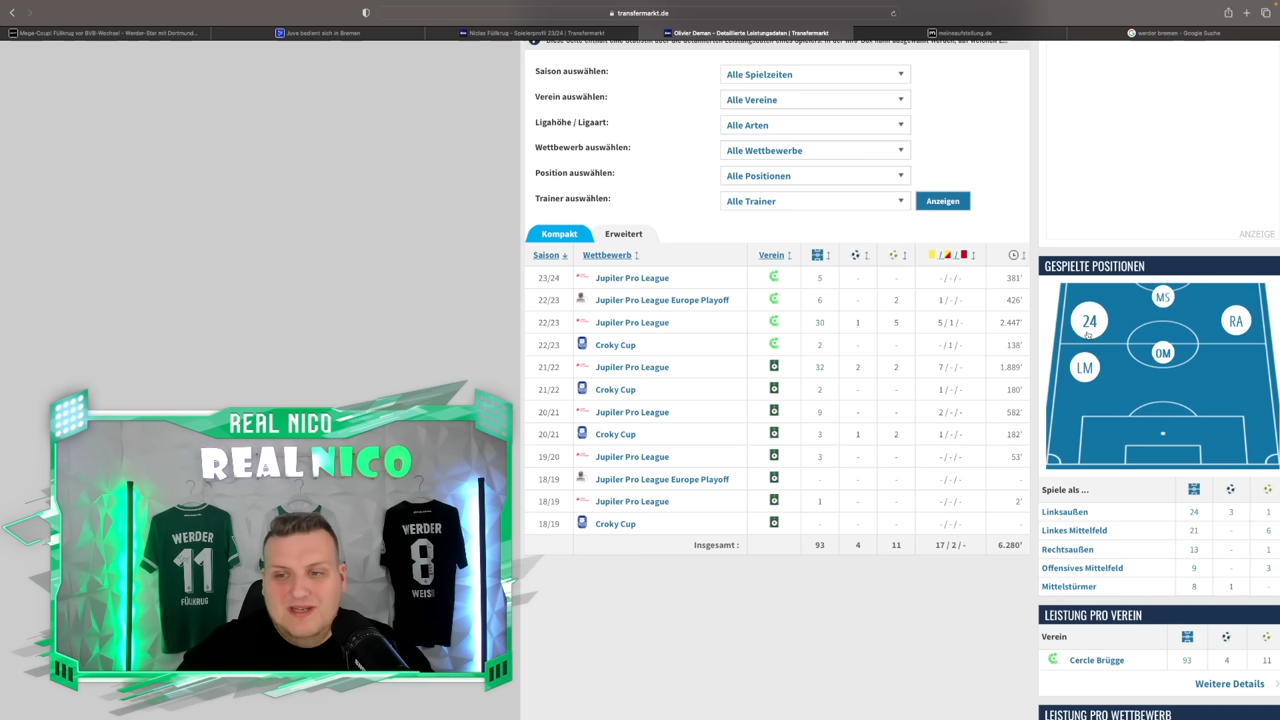 transfermarkt.de
Mega-Coup! Füllkrug vor BVB-Wechsel - Werder-Star mit Dortmund...
Juve bedient sich in Bremen
Niclas Füllkrug - Spielerprofil 23/24 | Transfermarkt
Olivier Deman - Detaillierte Leistungsdaten | Transfermarkt
meineaufstellung.de
werder bremen - Google Suche
Saison auswählen: Alle Spielzeiten
Verein auswählen: Alle Vereine
Ligahöhe / Ligaart: Alle Arten
Wettbewerb auswählen: Alle Wettbewerbe
Position auswählen: Alle Positionen
Trainer auswählen: Alle Trainer Anzeigen
Kompakt Erweitert
Saison Wettbewerb Verein
23/24 Jupiler Pro League 5 - - - / - / - 381'
22/23 Jupiler Pro League Europe Playoff 6 - 2 1 / - / - 426'
22/23 Jupiler Pro League 30 1 5 5 / 1 / - 2.447'
22/23 Croky Cup 2 - - - / 1 / - 138'
21/22 Jupiler Pro League 32 2 2 7 / - / - 1.889'
21/22 Croky Cup 2 - - 1 / - / - 180'
20/21 Jupiler Pro League 9 - - 2 / - / - 582'
20/21 Croky Cup 3 1 2 1 / - / - 182'
19/20 Jupiler Pro League 3 - - - / - / - 53'
18/19 Jupiler Pro League Europe Playoff - - - - / - / - -
18/19 Jupiler Pro League 1 - - - / - / - 2'
18/19 Croky Cup - - - - / - / - -
Insgesamt : 93 4 11 17 / 2 / - 6.280'
ANZEIGE
GESPIELTE POSITIONEN
MS
24
RA
OM
LM
Spiele als ...
Linksaußen 24 3 1
Linkes Mittelfeld 21 - 6
Rechtsaußen 13 - 1
Offensives Mittelfeld 9 - 3
Mittelstürmer 8 1 -
LEISTUNG PRO VEREIN
Verein
Cercle Brügge 93 4 11
Weitere Details
LEISTUNG PRO WETTBEWERB
REAL NICO
REALNICO
WERDER
11
FÜLLKRUG
WERDER
8
WEIS